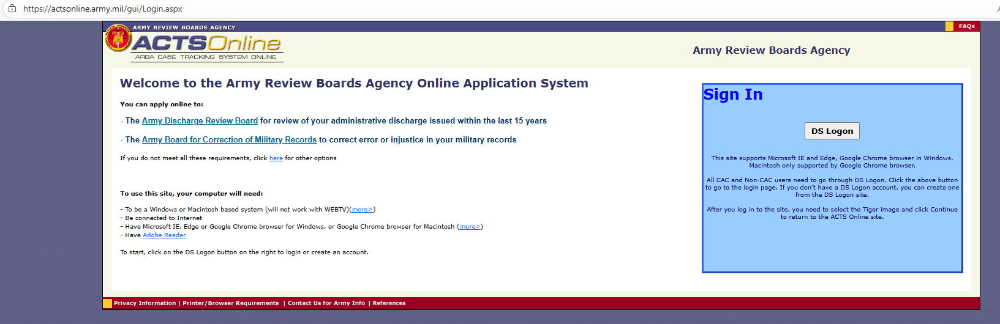 https://actsonline.army.mil/gui/Login.aspx
ARMY REVIEW BOARDS AGENCY
FAQs
ACTSOnline
ARBA CASE TRACKING SYSTEM ONLINE
Army Review Boards Agency
Welcome to the Army Review Boards Agency Online Application System
You can apply online to:
- The Army Discharge Review Board for review of your administrative discharge issued within the last 15 years
- The Army Board for Correction of Military Records to correct error or injustice in your military records
If you do not meet all these requirements, click here for other options
To use this site, your computer will need:
- To be a Windows or Macintosh based system (will not work with WEBTV)(more>)
- Be connected to Internet
- Have Microsoft IE, Edge or Google Chrome browser for Windows, or Google Chrome browser for Macintosh (more>)
- Have Adobe Reader
To start, click on the DS Logon button on the right to login or create an account.
Sign In
DS Logon
This site supports Microsoft IE and Edge, Google Chrome browser in Windows.
Macintosh only supported by Google Chrome browser.
All CAC and Non-CAC users need to go through DS Logon. Click the above button
to go to the login page. If you don't have a DS Logon account, you can create one
from the DS Logon site.
After you log in to the site, you need to select the Tiger image and click Continue
to return to the ACTS Online site.
Privacy Information | Printer/Browser Requirements | Contact Us for Army Info | References